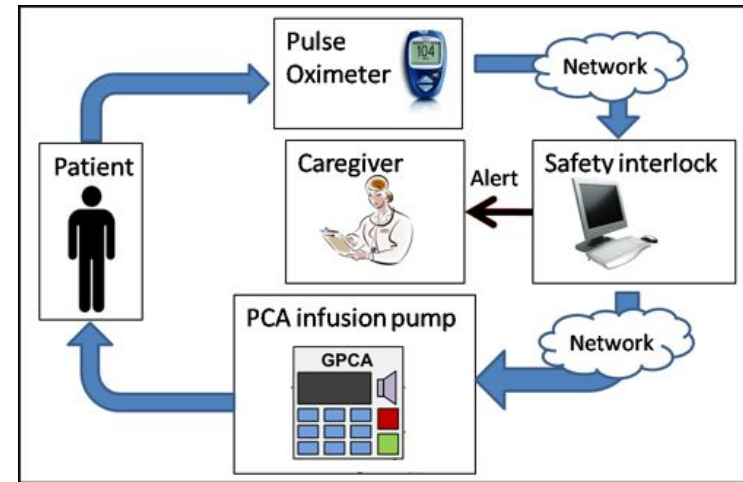 Pulse
Oximeter
104
Network
Patient
Caregiver
Alert
Safety interlock
PCA infusion pump
GPCA
Network